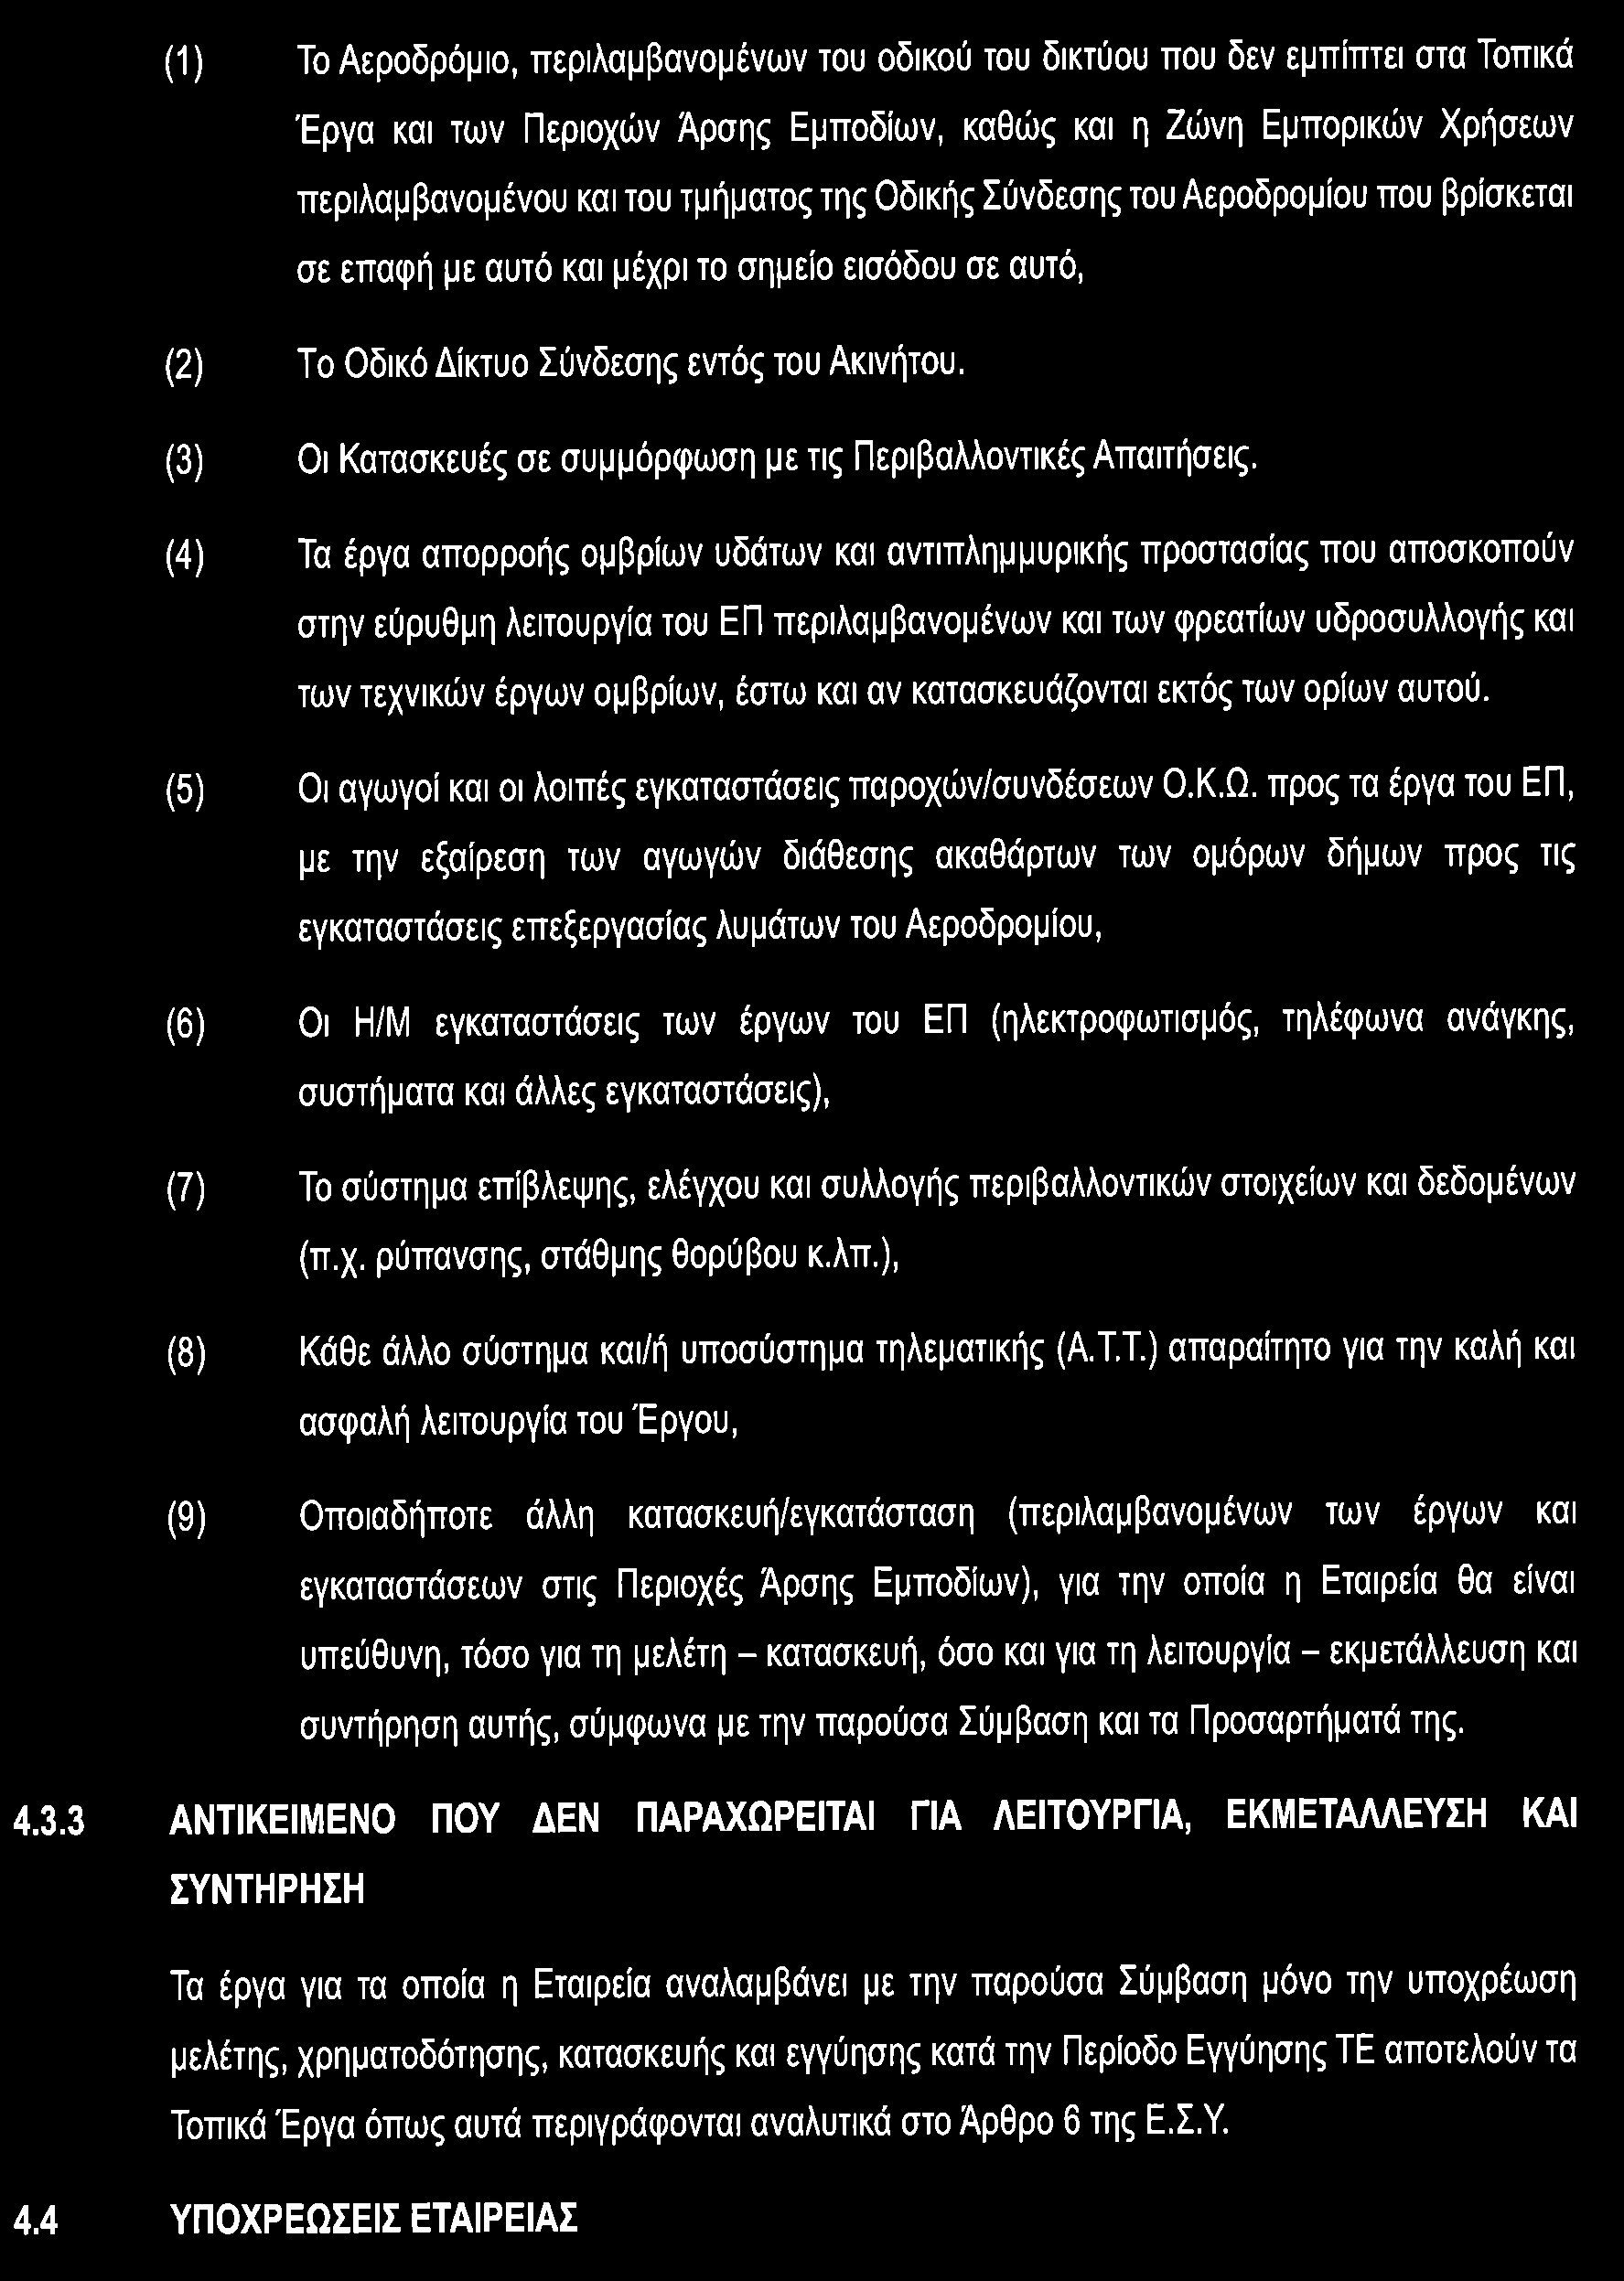 (1) Το Αεροδρόμιο, περιλαμβανομένων του οδικού του δικτύου που δεν εμπίπτει στα Τοπικά
Έργα και των Περιοχών Άρσης Εμποδίων, καθώς και η Ζώνη Εμπορικών Χρήσεων
περιλαμβανομένου και του τμήματος της Οδικής Σύνδεσης του Αεροδρομίου που βρίσκεται
σε επαφή με αυτό και μέχρι το σημείο εισόδου σε αυτό,
(2) Το Οδικό Δίκτυο Σύνδεσης εντός του Ακινήτου.
(3) Οι Κατασκευές σε συμμόρφωση με τις Περιβαλλοντικές Απαιτήσεις.
(4) Τα έργα απορροής ομβρίων υδάτων και αντιπλημμυρικής προστασίας που αποσκοπούν
στην εύρυθμη λειτουργία του ΕΠ περιλαμβανομένων και των φρεατίων υδροσυλλογής και
των τεχνικών έργων ομβρίων, έστω και αν κατασκευάζονται εκτός των ορίων αυτού.
(5) Οι αγωγοί και οι λοιπές εγκαταστάσεις παροχών/συνδέσεων Ο.Κ.Ω. προς τα έργα του ΕΠ,
με την εξαίρεση των αγωγών διάθεσης ακαθάρτων των ομόρων δήμων προς τις
εγκαταστάσεις επεξεργασίας λυμάτων του Αεροδρομίου,
(6) Οι Η/Μ εγκαταστάσεις των έργων του ΕΠ (ηλεκτροφωτισμός, τηλέφωνα ανάγκης,
συστήματα και άλλες εγκαταστάσεις),
(7) Το σύστημα επίβλεψης, ελέγχου και συλλογής περιβαλλοντικών στοιχείων και δεδομένων
(π.χ. ρύπανσης, στάθμης θορύβου κ.λπ.),
(8) Κάθε άλλο σύστημα και/ή υποσύστημα τηλεματικής (Α.Τ.Τ.) απαραίτητο για την καλή και
ασφαλή λειτουργία του Έργου,
(9) Οποιαδήποτε άλλη κατασκευή/εγκατάσταση (περιλαμβανομένων των έργων και
εγκαταστάσεων στις Περιοχές Άρσης Εμποδίων), για την οποία η Εταιρεία θα είναι
υπεύθυνη, τόσο για τη μελέτη – κατασκευή, όσο και για τη λειτουργία – εκμετάλλευση και
συντήρηση αυτής, σύμφωνα με την παρούσα Σύμβαση και τα Προσαρτήματά της.
4.3.3 ΑΝΤΙΚΕΙΜΕΝΟ ΠΟΥ ΔΕΝ ΠΑΡΑΧΩΡΕΙΤΑΙ ΓΙΑ ΛΕΙΤΟΥΡΓΙΑ, ΕΚΜΕΤΑΛΛΕΥΣΗ ΚΑΙ
ΣΥΝΤΗΡΗΣΗ
Τα έργα για τα οποία η Εταιρεία αναλαμβάνει με την παρούσα Σύμβαση μόνο την υποχρέωση
μελέτης, χρηματοδότησης, κατασκευής και εγγύησης κατά την Περίοδο Εγγύησης ΤΕ αποτελούν τα
Τοπικά Έργα όπως αυτά περιγράφονται αναλυτικά στο Άρθρο 6 της Ε.Σ.Υ.
4.4 ΥΠΟΧΡΕΩΣΕΙΣ ΕΤΑΙΡΕΙΑΣ